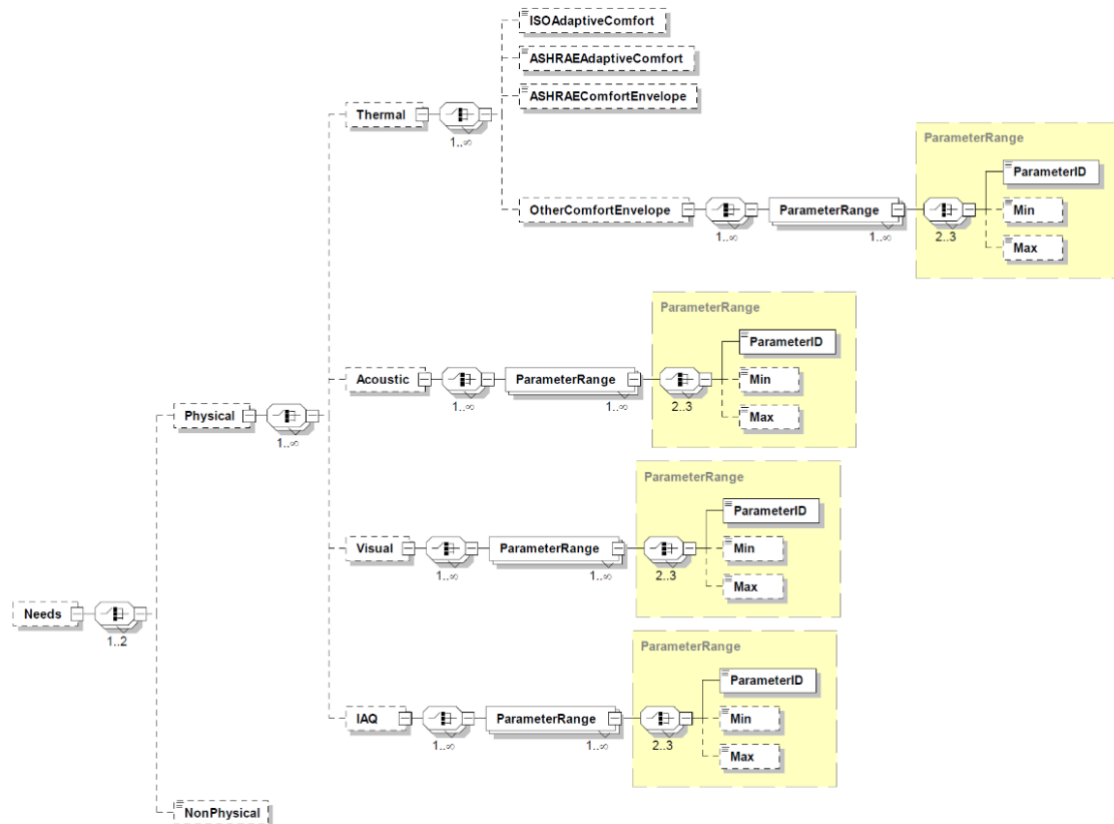 ISOAdaptiveComfort
ASHRAEAdaptiveComfort
ASHRAEComfortEnvelope
Thermal
1..∞
ParameterRange
ParameterID
OtherComfortEnvelope
ParameterRange
Min
1..∞
1..∞
2..3
Max
ParameterRange
ParameterID
Acoustic
ParameterRange
Min
1..∞
1..∞
2..3
Max
Physical
1..∞
ParameterRange
ParameterID
Visual
ParameterRange
Min
1..∞
1..∞
2..3
Max
Needs
1..2
ParameterRange
ParameterID
IAQ
ParameterRange
Min
1..∞
1..∞
2..3
Max
NonPhysical